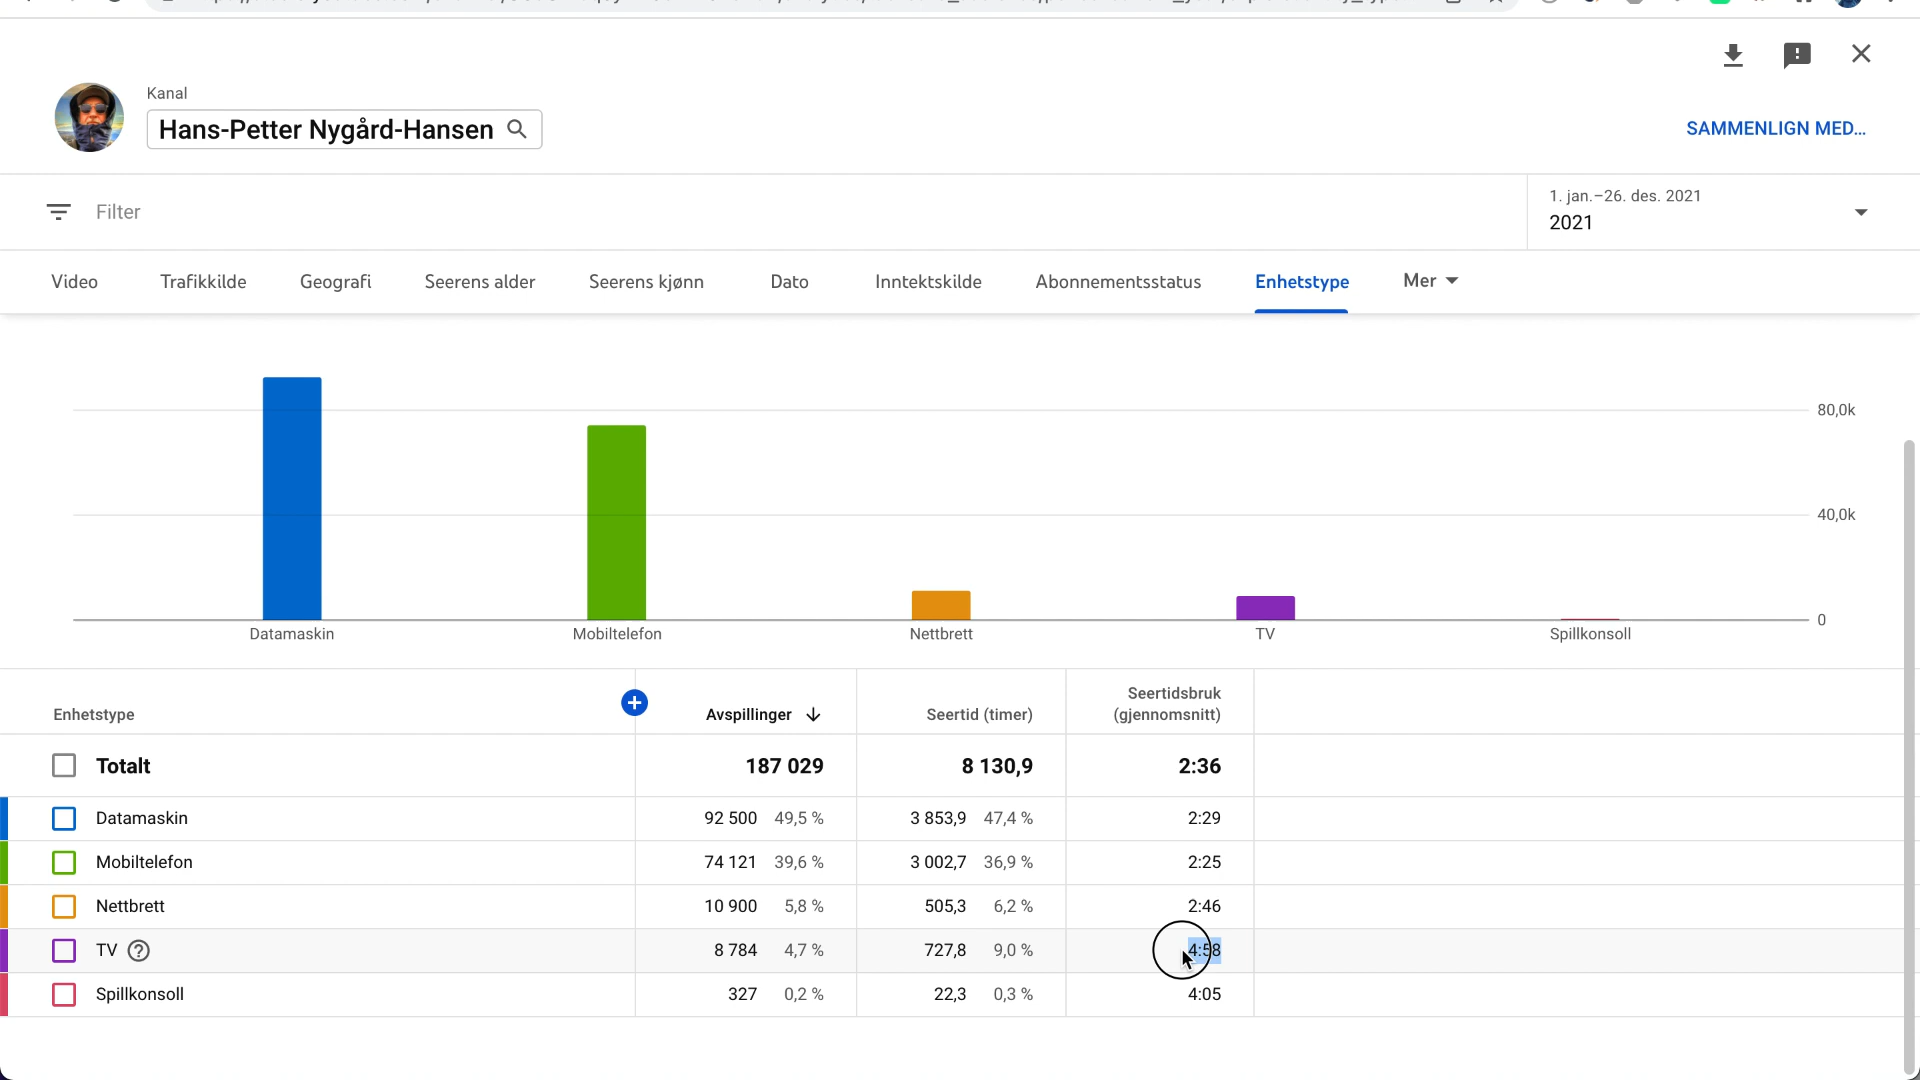 Kanal
Hans-Petter Nygård-Hansen
SAMMENLIGN MED...
Filter
1. jan.–26. des. 2021
2021
Video Trafikkilde Geografi Seerens alder Seerens kjønn Dato Inntektskilde Abonnementsstatus Enhetstype Mer
80,0k
40,0k
0
Datamaskin Mobiltelefon Nettbrett TV Spillkonsoll
Enhetstype Avspillinger Seertid (timer) Seertidsbruk
(gjennomsnitt)
Totalt 187 029 8 130,9 2:36
Datamaskin 92 500 49,5 % 3 853,9 47,4 % 2:29
Mobiltelefon 74 121 39,6 % 3 002,7 36,9 % 2:25
Nettbrett 10 900 5,8 % 505,3 6,2 % 2:46
TV 8 784 4,7 % 727,8 9,0 % 4:58
Spillkonsoll 327 0,2 % 22,3 0,3 % 4:05